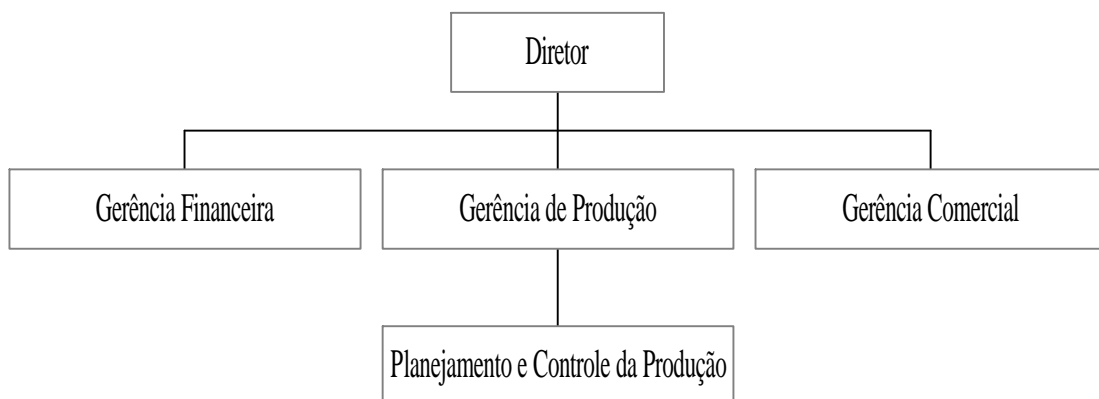 Diretor
Gerência Financeira
Gerência de Produção
Gerência Comercial
Planejamento e Controle da Produção